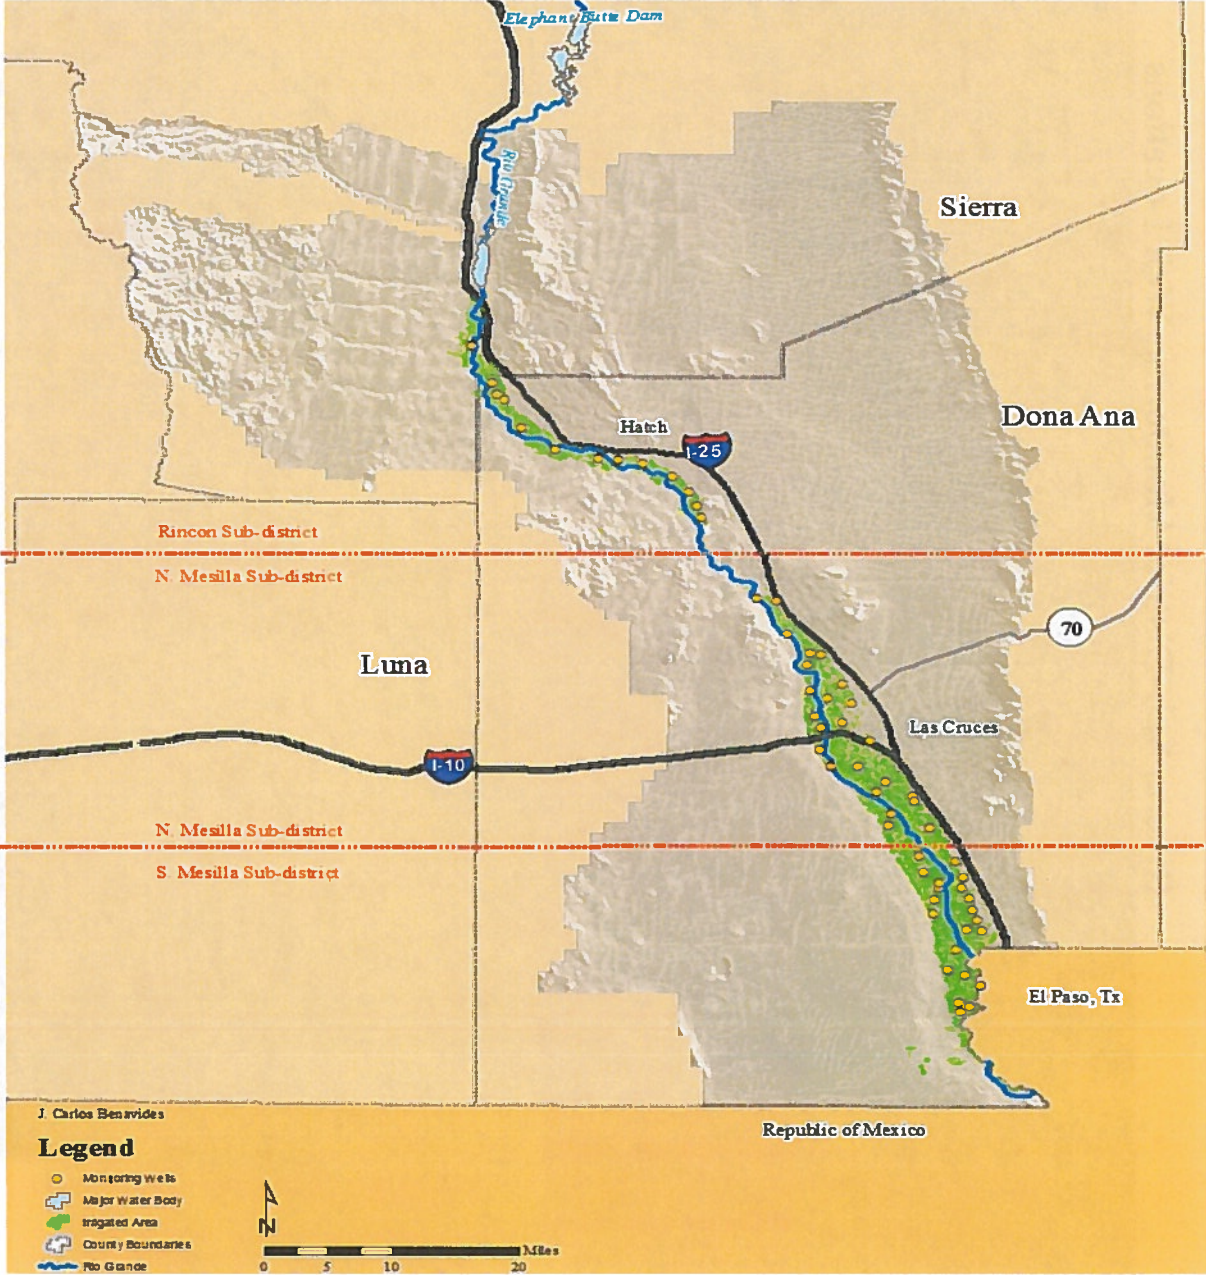 Elephant Butte Dam
Rio Grande
Sierra
Dona Ana
Hatch
I-25
Rincon Sub-district
N. Mesilla Sub-district
70
Luna
Las Cruces
I-10
N. Mesilla Sub-district
S. Mesilla Sub-district
El Paso, Tx
J. Carlos Benavides
Republic of Mexico
Legend
Monitoring Wells
Major Water Body
Irrigated Area
County Boundaries
Rio Grande
N
Miles
0 5 10 20